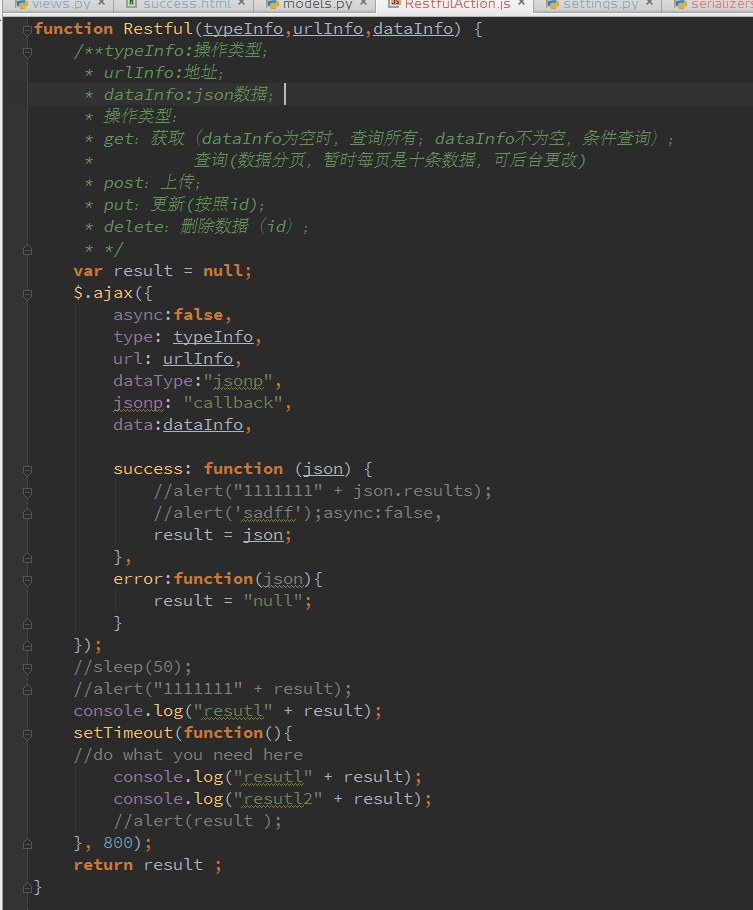 views.py success.html models.py RestfulAction.js settings.py serializers
function Restful(typeInfo,urlInfo,dataInfo) {
/**typeInfo:操作类型;
* urlInfo:地址;
* dataInfo:json数据;
* 操作类型:
* get: 获取（dataInfo为空时，查询所有；dataInfo不为空，条件查询）;
* 查询(数据分页，暂时每页是十条数据，可后台更改)
* post: 上传;
* put: 更新(按照id);
* delete: 删除数据（id）;
* */
var result = null;
$.ajax({
async:false,
type: typeInfo,
url: urlInfo,
dataType:"jsonp",
jsonp: "callback",
data:dataInfo,
success: function (json) {
//alert("1111111" + json.results);
//alert('sadff');async:false,
result = json;
},
error:function(json){
result = "null";
}
});
//sleep(50);
//alert("1111111" + result);
console.log("resutl" + result);
setTimeout(function(){
//do what you need here
console.log("resutl" + result);
console.log("resutl2" + result);
//alert(result );
}, 800);
return result ;
}